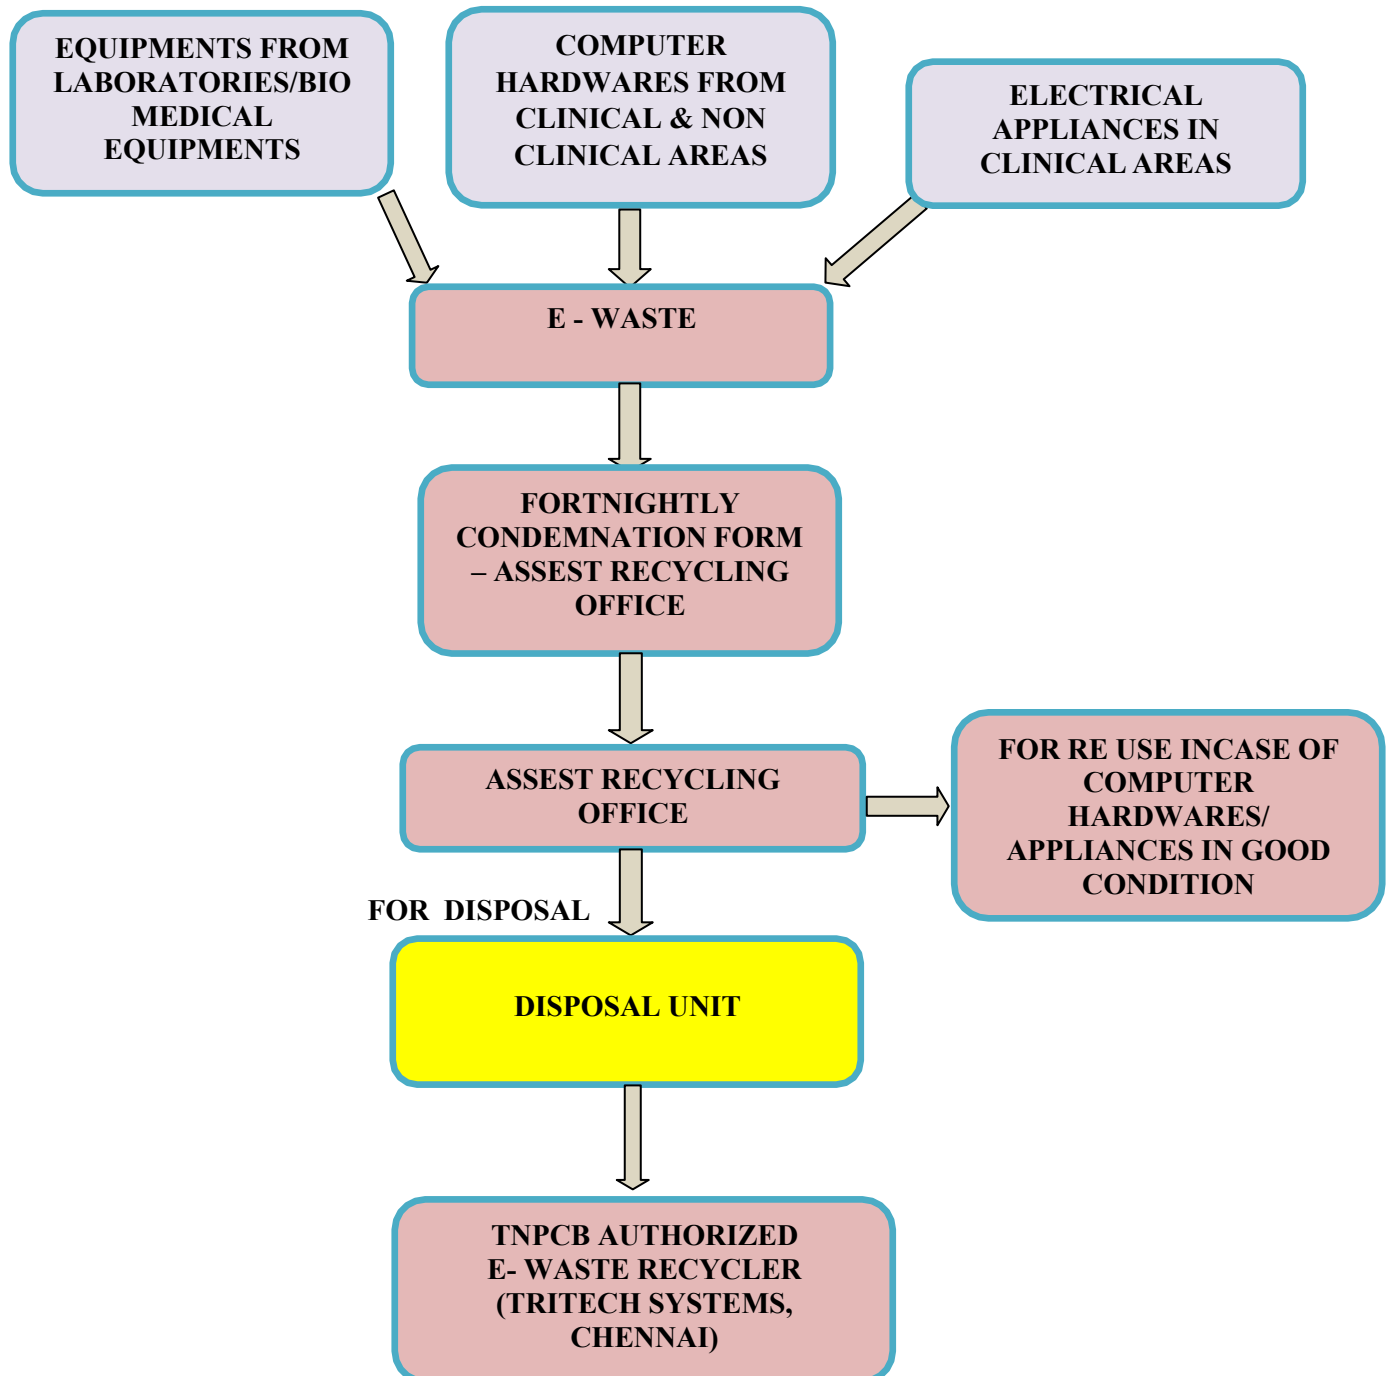 EQUIPMENTS FROM
LABORATORIES/BIO
MEDICAL
EQUIPMENTS
COMPUTER
HARDWARES FROM
CLINICAL & NON
CLINICAL AREAS
ELECTRICAL
APPLIANCES IN
CLINICAL AREAS
E - WASTE
FORTNIGHTLY
CONDEMNATION FORM
– ASSEST RECYCLING
OFFICE
ASSEST RECYCLING
OFFICE
FOR RE USE INCASE OF
COMPUTER
HARDWARES/
APPLIANCES IN GOOD
CONDITION
FOR DISPOSAL
DISPOSAL UNIT
TNPCB AUTHORIZED
E- WASTE RECYCLER
(TRITECH SYSTEMS,
CHENNAI)